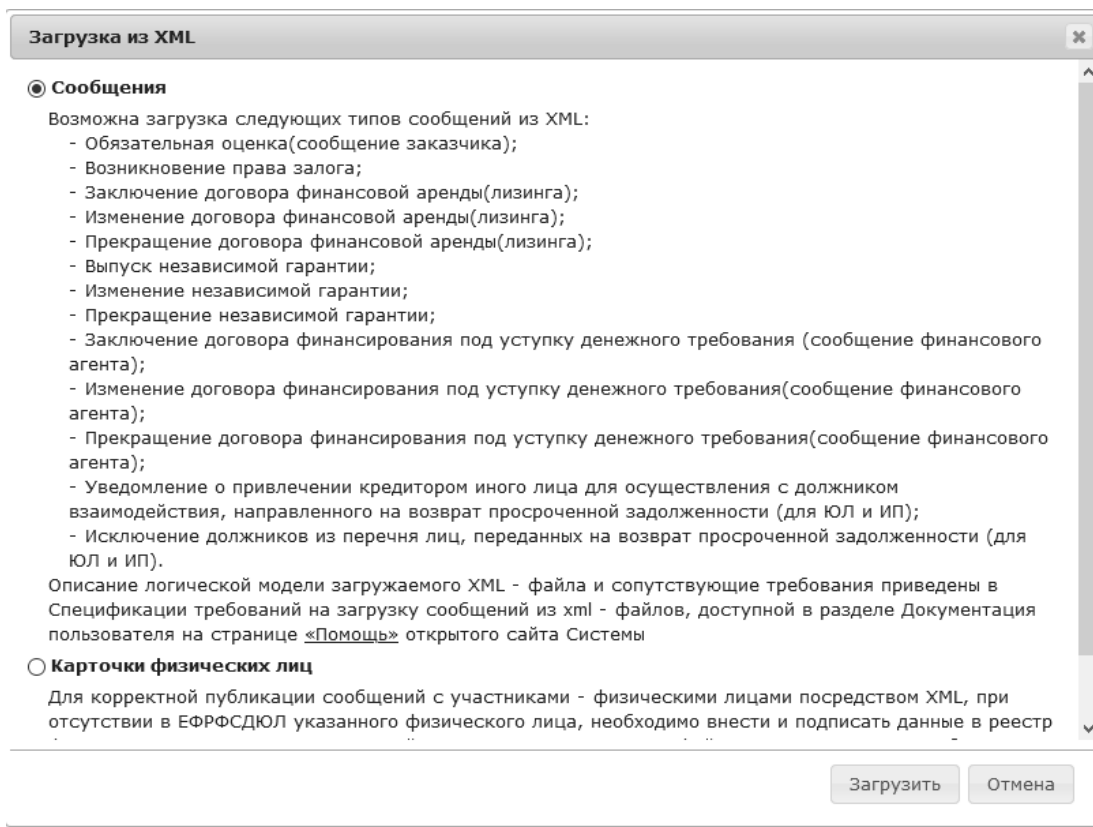 Загрузка из XML
Сообщения
Возможна загрузка следующих типов сообщений из XML:
- Обязательная оценка(сообщение заказчика);
- Возникновение права залога;
- Заключение договора финансовой аренды(лизинга);
- Изменение договора финансовой аренды(лизинга);
- Прекращение договора финансовой аренды(лизинга);
- Выпуск независимой гарантии;
- Изменение независимой гарантии;
- Прекращение независимой гарантии;
- Заключение договора финансирования под уступку денежного требования (сообщение финансового
агента);
- Изменение договора финансирования под уступку денежного требования(сообщение финансового
агента);
- Прекращение договора финансирования под уступку денежного требования(сообщение финансового
агента);
- Уведомление о привлечении кредитором иного лица для осуществления с должником
взаимодействия, направленного на возврат просроченной задолженности (для ЮЛ и ИП);
- Исключение должников из перечня лиц, переданных на возврат просроченной задолженности (для
ЮЛ и ИП).
Описание логической модели загружаемого XML - файла и сопутствующие требования приведены в
Спецификации требований на загрузку сообщений из xml - файлов, доступной в разделе Документация
пользователя на странице «Помощь» открытого сайта Системы
Карточки физических лиц
Для корректной публикации сообщений с участниками - физическими лицами посредством XML, при
отсутствии в ЕФРФСДЮЛ указанного физического лица, необходимо внести и подписать данные в реестр
Загрузить
Отмена